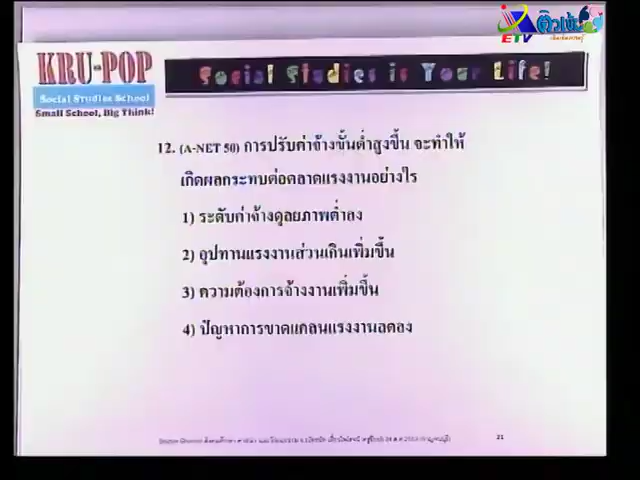 ติวเข้ม
ETV
KRU-POP
Social Studies School
Small School, Big Think!
Social Studies is Your Life!
12. (A-NET 50) การปรับค่าจ้างขั้นต่ำสูงขึ้น จะทำให้
เกิดผลกระทบต่อตลาดแรงงานอย่างไร
1) ระดับค่าจ้างดุลยภาพต่ำลง
2) อุปทานแรงงานส่วนเกินเพิ่มขึ้น
3) ความต้องการจ้างงานเพิ่มขึ้น
4) ปัญหาการขาดแคลนแรงงานลดลง
21